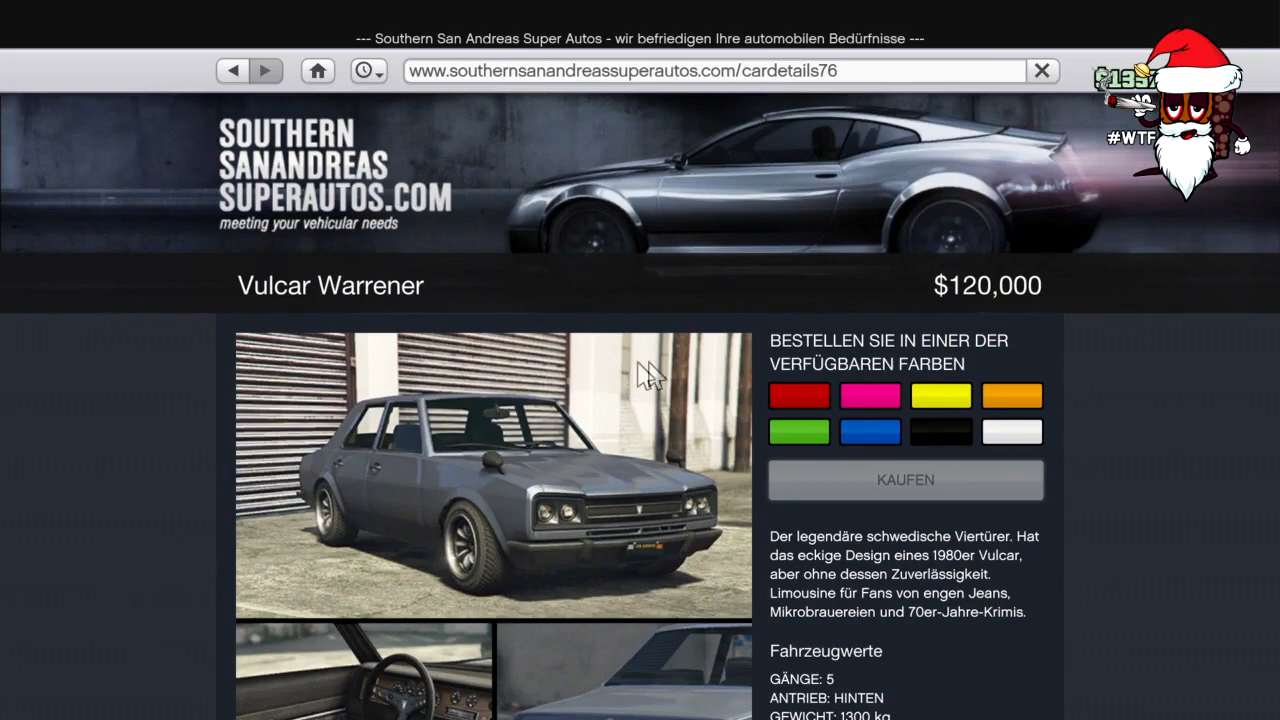 --- Southern San Andreas Super Autos - wir befriedigen Ihre automobilen Bedürfnisse ---
www.southernsanandreassuperautos.com/cardetails76
#WTF
SOUTHERN
SANANDREAS
SUPERAUTOS.COM
meeting your vehicular needs
Vulcar Warrener
$120,000
BESTELLEN SIE IN EINER DER
VERFÜGBAREN FARBEN
KAUFEN
Der legendäre schwedische Viertürer. Hat
das eckige Design eines 1980er Vulcar,
aber ohne dessen Zuverlässigkeit.
Limousine für Fans von engen Jeans,
Mikrobrauereien und 70er-Jahre-Krimis.
Fahrzeugwerte
GÄNGE: 5
ANTRIEB: HINTEN
GEWICHT: 1300 kg